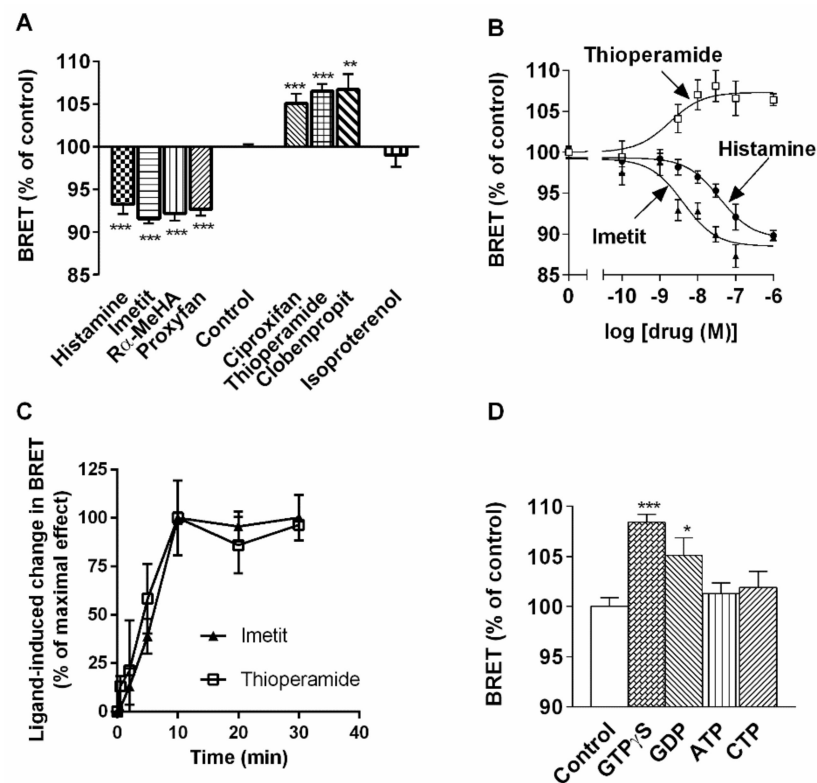 A
BRET (% of control)
110
105
100
95
90
85
***
***
***
***
***
***
**
Histamine
Imetit
Rα-MeHA
Proxyfan
Control
Ciproxifan
Thioperamide
Clobenpropit
Isoproterenol
B
BRET (% of control)
110
105
100
95
90
85
Thioperamide
Histamine
Imetit
0 -10 -9 -8 -7 -6
log [drug (M)]
C
Ligand-induced change in BRET
(% of maximal effect)
125
100
75
50
25
0
Imetit
Thioperamide
0 10 20 30 40
Time (min)
D
BRET (% of control)
110
105
100
95
90
***
*
Control
GTPγS
GDP
ATP
CTP